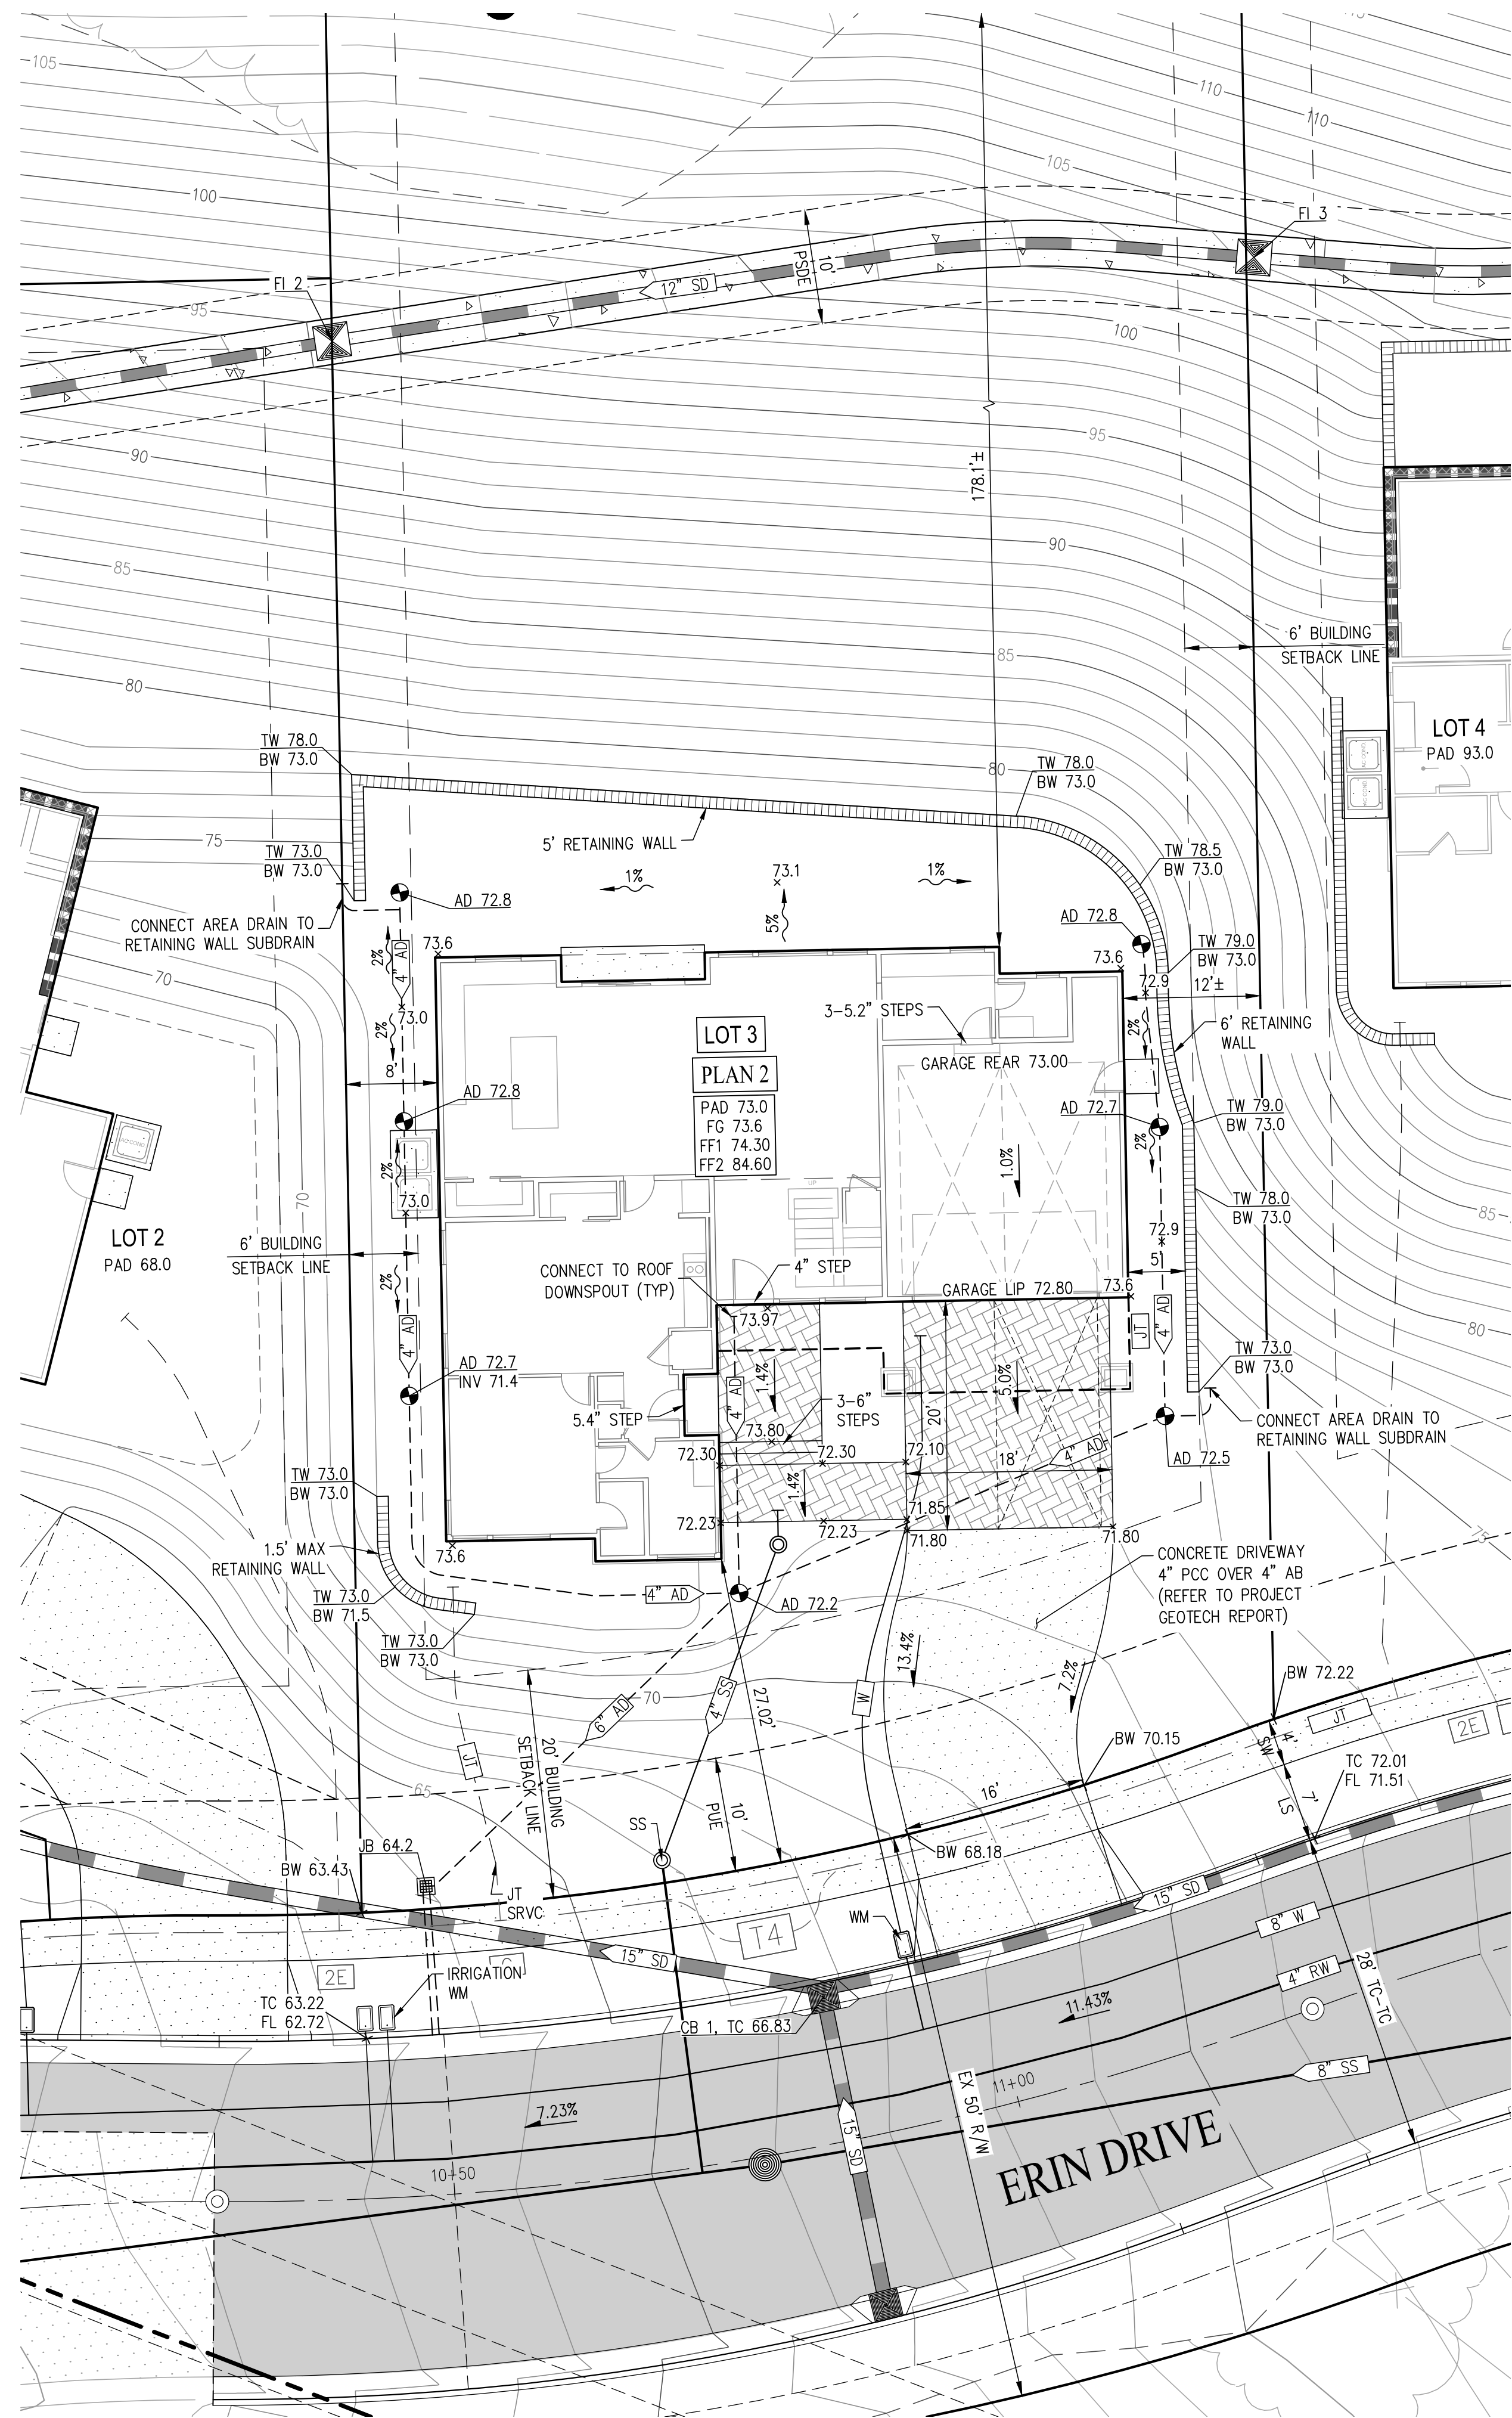 105
110
110
105
100
FI 3
10'
PSDE
12" SD
FI 2
95
100
90
95
178.1'±
90
85
85
6' BUILDING
SETBACK LINE
80
LOT 4
PAD 93.0
TW 78.0
BW 73.0
80
TW 78.0
BW 73.0
75
5' RETAINING WALL
TW 73.0
BW 73.0
TW 78.5
BW 73.0
1%
73.1
1%
5%
AD 72.8
CONNECT AREA DRAIN TO
RETAINING WALL SUBDRAIN
AD 72.8
TW 79.0
BW 73.0
73.6
73.6
2%
4" AD
70
72.9
12'±
73.0
3-5.2" STEPS
2%
2%
6' RETAINING
WALL
LOT 3
PLAN 2
GARAGE REAR 73.00
8'
AD 72.8
PAD 73.0
FG 73.6
FF1 74.30
FF2 84.60
AD 72.7
TW 79.0
BW 73.0
2%
1.0%
2%
73.0
70
UP
TW 78.0
BW 73.0
85
LOT 2
PAD 68.0
6' BUILDING
SETBACK LINE
72.9
5'
2%
CONNECT TO ROOF
DOWNSPOUT (TYP)
4" STEP
GARAGE LIP 72.80
73.6
73.97
80
4" AD
JT
4" AD
AD 72.7
INV 71.4
TW 73.0
BW 73.0
1.4%
4" AD
5.0%
20'
3-6"
STEPS
5.4" STEP
73.80
CONNECT AREA DRAIN TO
RETAINING WALL SUBDRAIN
72.30
72.30
72.10
4" AD
18'
AD 72.5
TW 73.0
BW 73.0
1.4%
71.85
72.23
72.23
71.80
71.80
75
73.6
1.5' MAX
RETAINING WALL
CONCRETE DRIVEWAY
4" PCC OVER 4" AB
(REFER TO PROJECT
GEOTECH REPORT)
TW 73.0
BW 71.5
4" AD
AD 72.2
TW 73.0
BW 73.0
13.4%
7.2%
BW 72.22
70
4" SS
27.02'
W
6" AD
JT
2E
4'
SW
BW 70.15
JT
20' BUILDING
SETBACK LINE
TC 72.01
FL 71.51
65
10'
PUE
16'
7'
LS
SS
JB 64.2
BW 68.18
BW 63.43
JT
SRVC
15" SD
WM
T4
8" W
15" SD
2E
IRRIGATION
WM
4" RW
28' TC-TC
TC 63.22
FL 62.72
11.43%
CB 1, TC 66.83
8" SS
EX 50' R/W
11+00
7.23%
15" SD
ERIN DRIVE
10+50